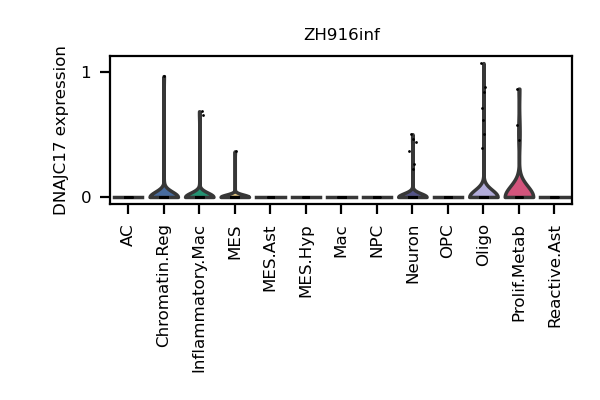 ZH916inf
DNAJC17 expression
1
0
AC
Chromatin.Reg
Inflammatory.Mac
MES
MES.Ast
MES.Hyp
Mac
NPC
Neuron
OPC
Oligo
Prolif.Metab
Reactive.Ast